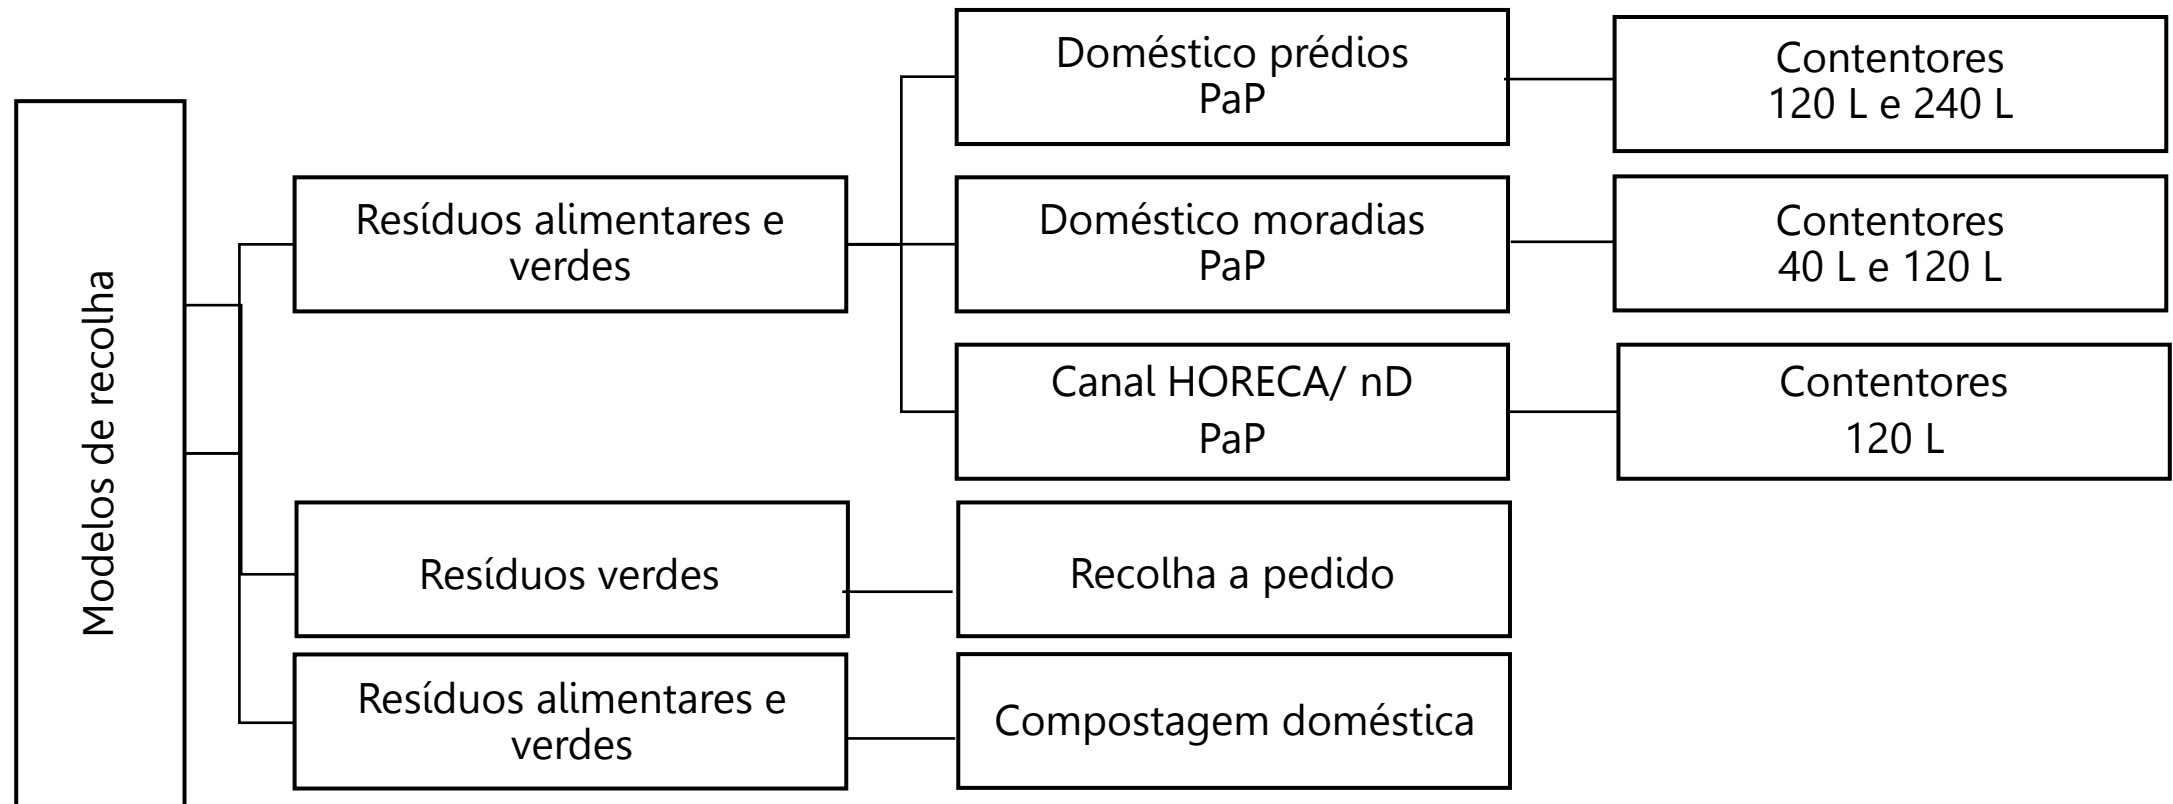 Modelos de recolha
Resíduos alimentares e
verdes
Doméstico prédios
PaP
Contentores
120 L e 240 L
Doméstico moradias
PaP
Contentores
40 L e 120 L
Canal HORECA/ nD
PaP
Contentores
120 L
Resíduos verdes
Recolha a pedido
Resíduos alimentares e
verdes
Compostagem doméstica